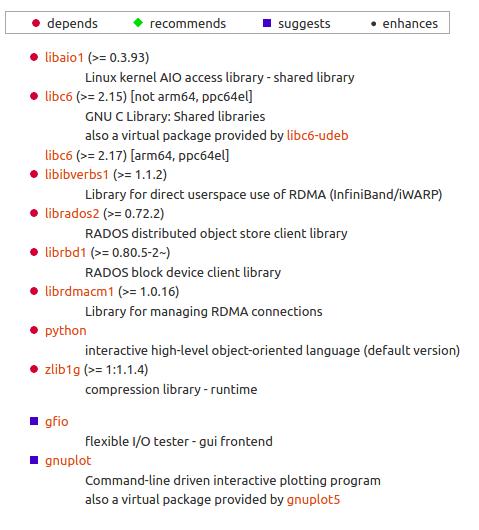 depends recommends suggests enhances
libaio1 (>= 0.3.93)
Linux kernel AIO access library - shared library
libc6 (>= 2.15) [not arm64, ppc64el]
GNU C Library: Shared libraries
also a virtual package provided by libc6-udeb
libc6 (>= 2.17) [arm64, ppc64el]
libibverbs1 (>= 1.1.2)
Library for direct userspace use of RDMA (InfiniBand/iWARP)
librados2 (>= 0.72.2)
RADOS distributed object store client library
librbd1 (>= 0.80.5-2~)
RADOS block device client library
librdmacm1 (>= 1.0.16)
Library for managing RDMA connections
python
interactive high-level object-oriented language (default version)
zlib1g (>= 1:1.1.4)
compression library - runtime
gfio
flexible I/O tester - gui frontend
gnuplot
Command-line driven interactive plotting program
also a virtual package provided by gnuplot5